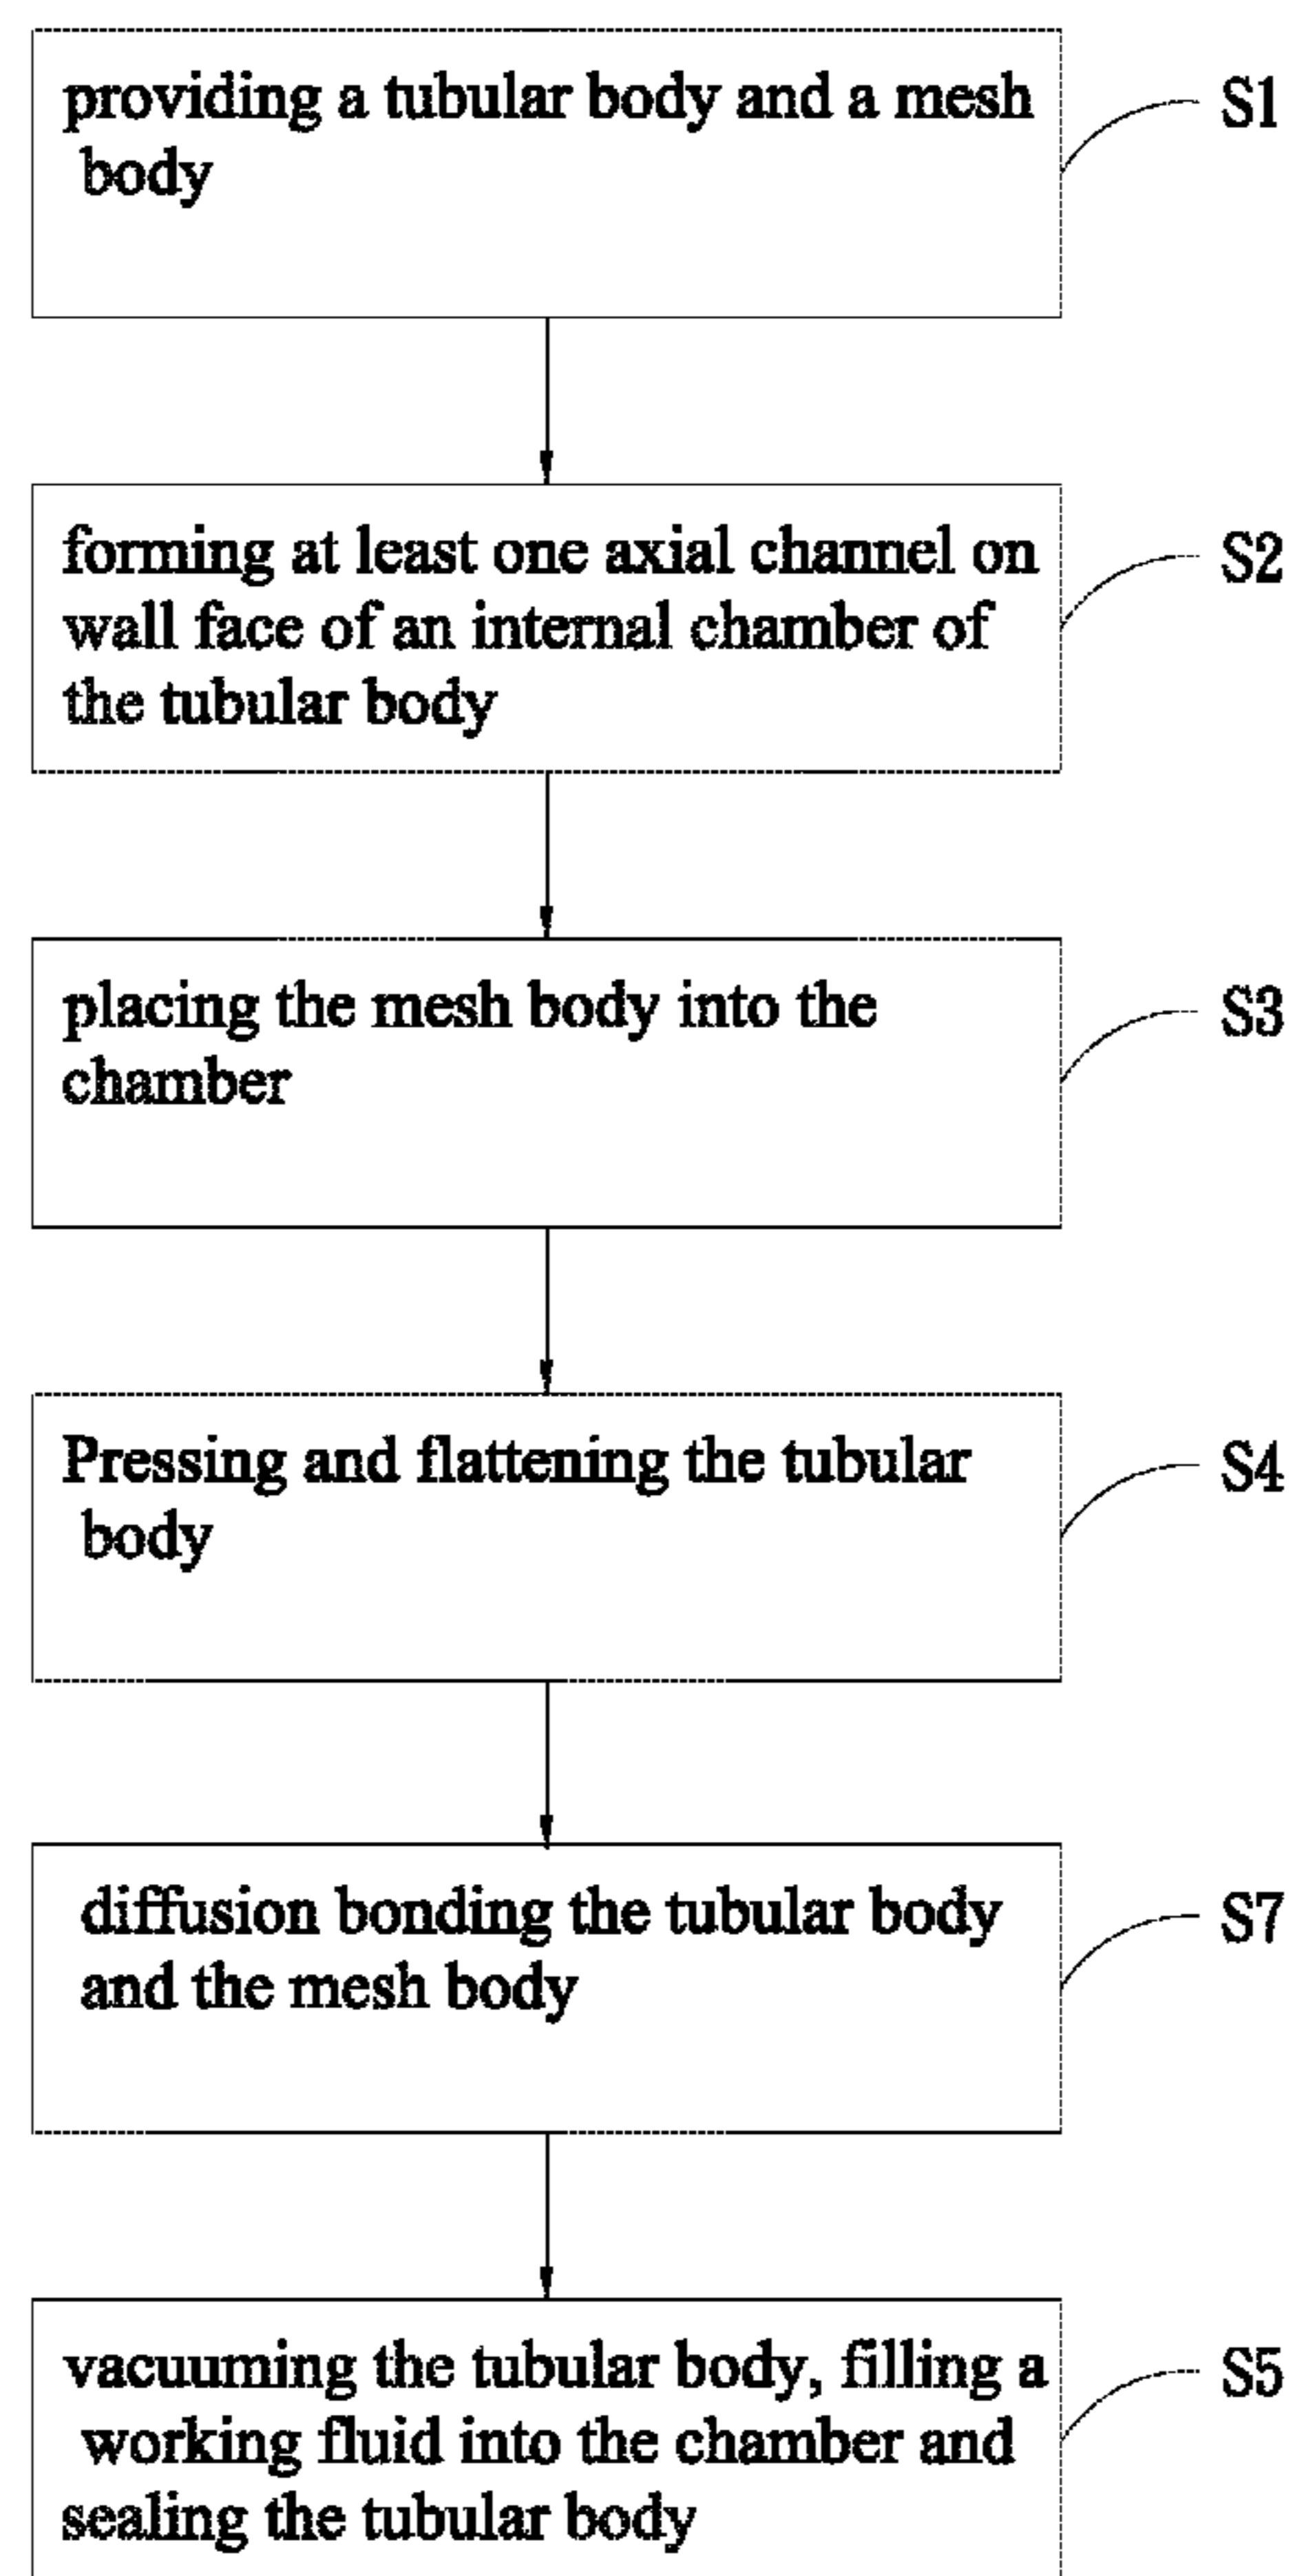 providing a tubular body and a mesh
body
S1
forming at least one axial channel on
wall face of an internal chamber of
the tubular body
S2
placing the mesh body into the
chamber
S3
Pressing and flattening the tubular
body
S4
diffusion bonding the tubular body
and the mesh body
S7
vacuuming the tubular body, filling a
working fluid into the chamber and
sealing the tubular body
S5